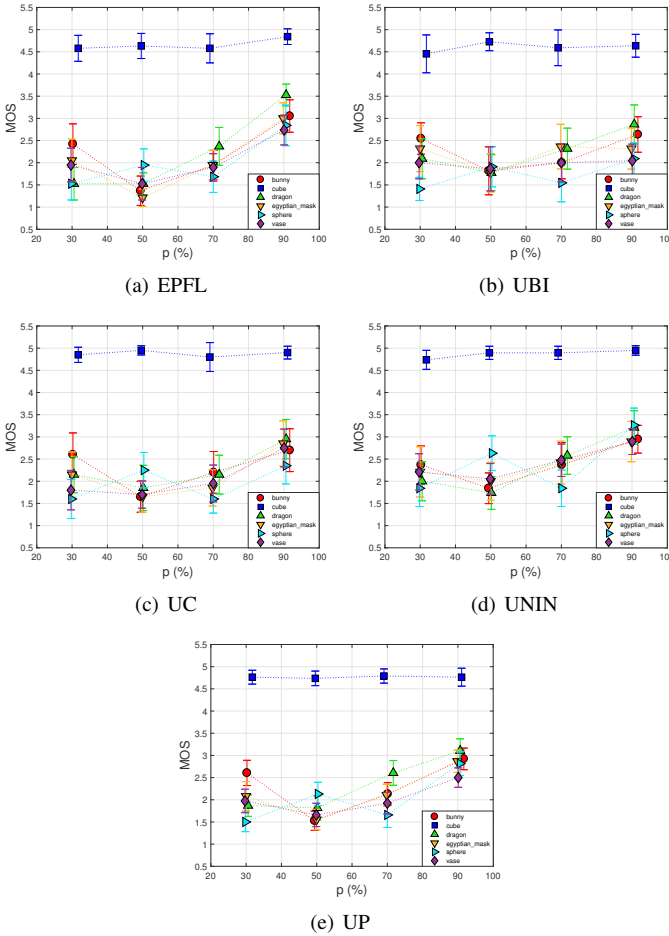 5.5
5
4.5
4
3.5
3
2.5
2
1.5
1
0.5
MOS
20 30 40 50 60 70 80 90 100
p (%)
bunny
cube
dragon
egyptian_mask
sphere
vase
(a) EPFL
5.5
5
4.5
4
3.5
3
2.5
2
1.5
1
0.5
MOS
20 30 40 50 60 70 80 90 100
p (%)
bunny
cube
dragon
egyptian_mask
sphere
vase
(b) UBI
5.5
5
4.5
4
3.5
3
2.5
2
1.5
1
0.5
MOS
20 30 40 50 60 70 80 90 100
p (%)
bunny
cube
dragon
egyptian_mask
sphere
vase
(c) UC
5.5
5
4.5
4
3.5
3
2.5
2
1.5
1
0.5
MOS
20 30 40 50 60 70 80 90 100
p (%)
bunny
cube
dragon
egyptian_mask
sphere
vase
(d) UNIN
5.5
5
4.5
4
3.5
3
2.5
2
1.5
1
0.5
MOS
20 30 40 50 60 70 80 90 100
p (%)
bunny
cube
dragon
egyptian_mask
sphere
vase
(e) UP